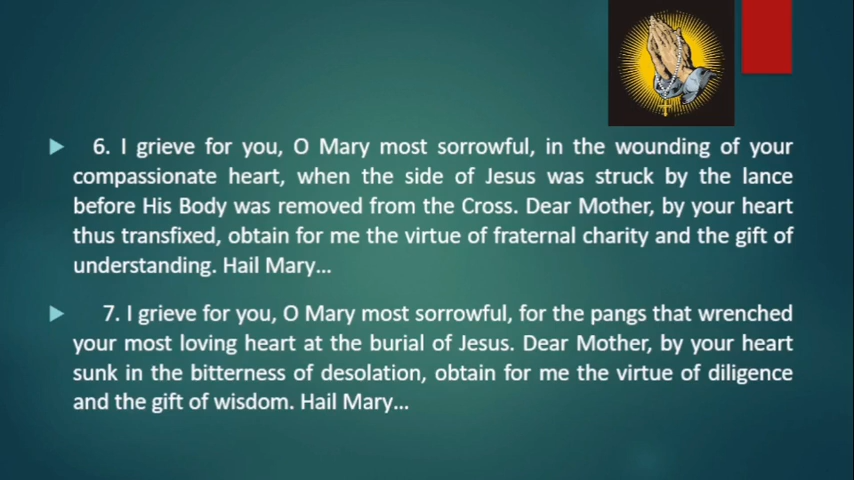 6. I grieve for you, O Mary most sorrowful, in the wounding of your
compassionate heart, when the side of Jesus was struck by the lance
before His Body was removed from the Cross. Dear Mother, by your heart
thus transfixed, obtain for me the virtue of fraternal charity and the gift of
understanding. Hail Mary...
7. I grieve for you, O Mary most sorrowful, for the pangs that wrenched
your most loving heart at the burial of Jesus. Dear Mother, by your heart
sunk in the bitterness of desolation, obtain for me the virtue of diligence
and the gift of wisdom. Hail Mary...